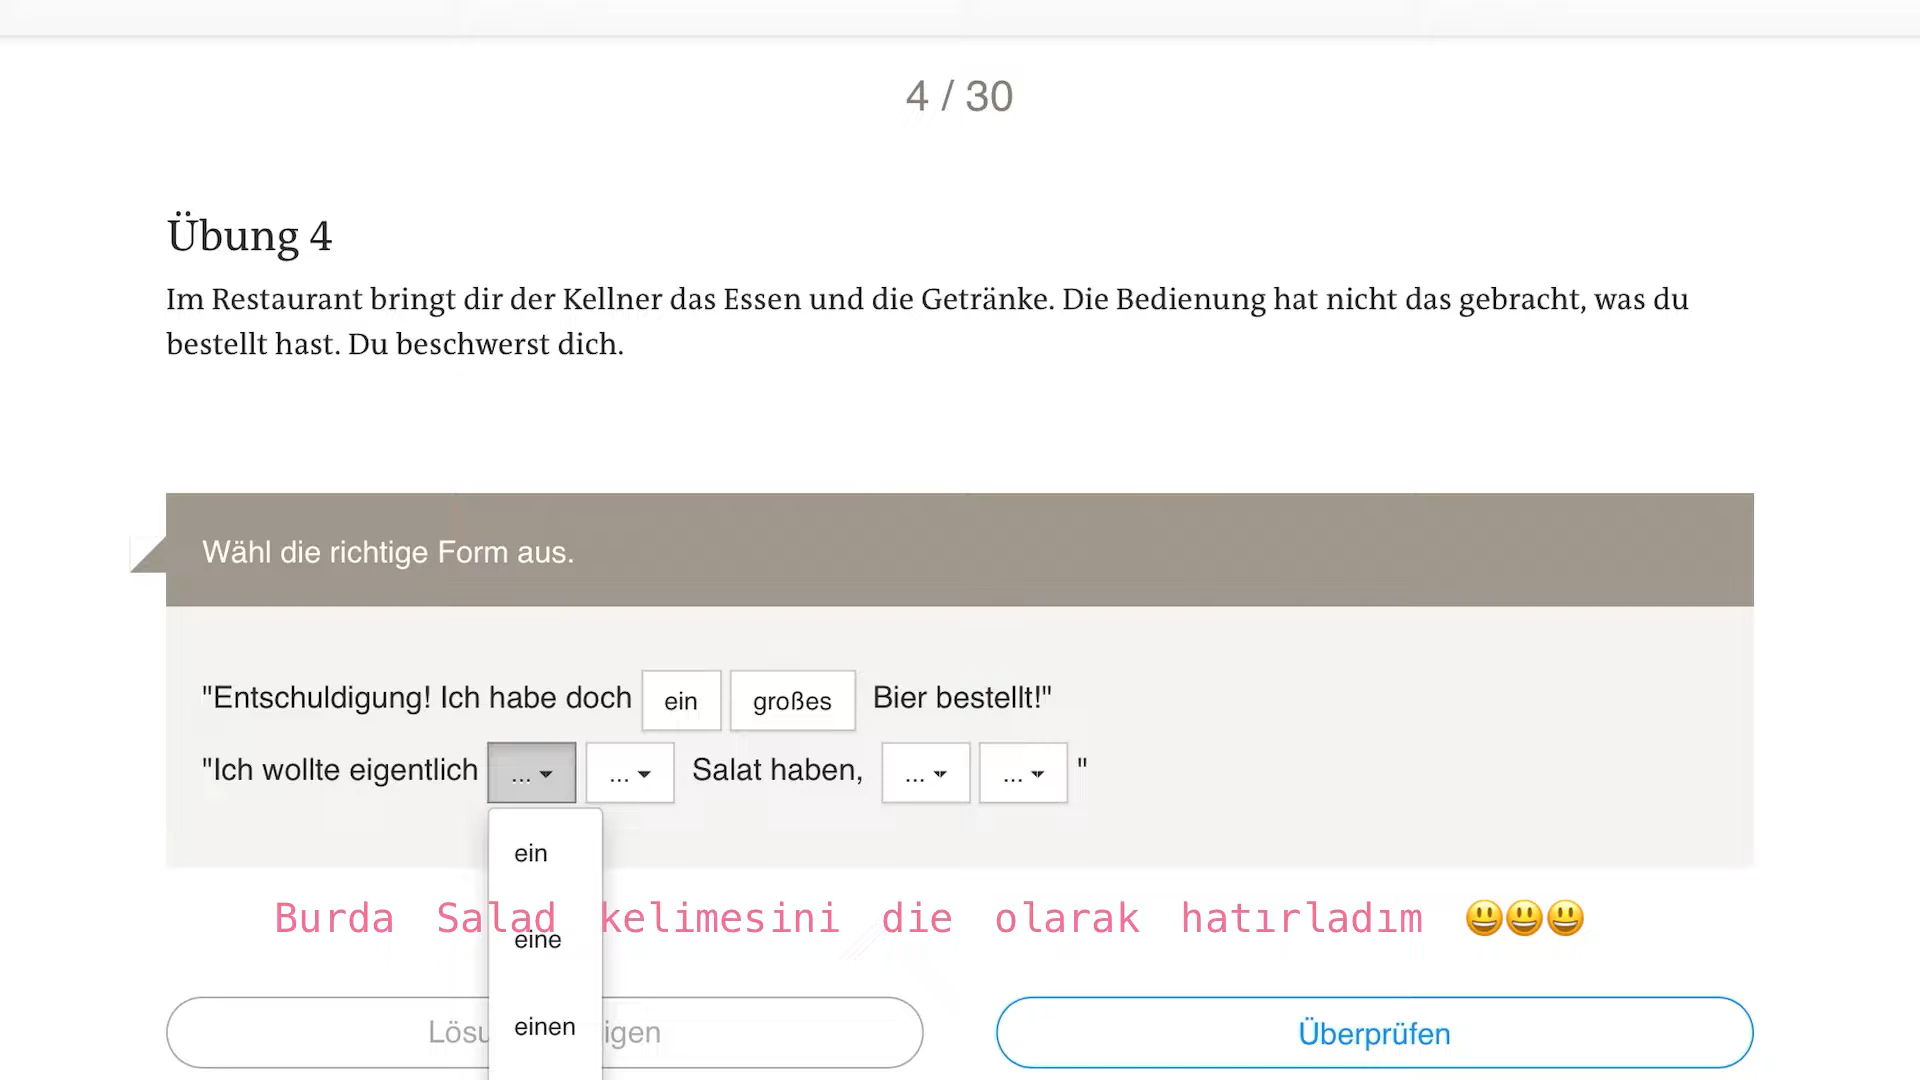 4 / 30
Übung 4
Im Restaurant bringt dir der Kellner das Essen und die Getränke. Die Bedienung hat nicht das gebracht, was du
bestellt hast. Du beschwerst dich.
Wähl die richtige Form aus.
"Entschuldigung! Ich habe doch ein großes Bier bestellt!"
"Ich wollte eigentlich ... ... Salat haben, ... ... "
ein
Burda Salad kelimesini die olarak hatırladım 😃😃😃
eine
einen
Überprüfen